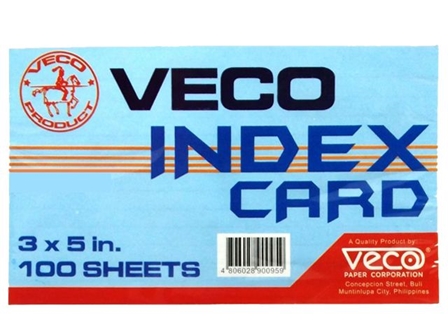 VECO
PRODUCT
VECO
INDEX
CARD
3 x 5 in.
100 SHEETS
4 806028 900959
A Quality Product by:
veco
PAPER CORPORATION
Conception Street, Buli
Muntinlupa City, Philippines